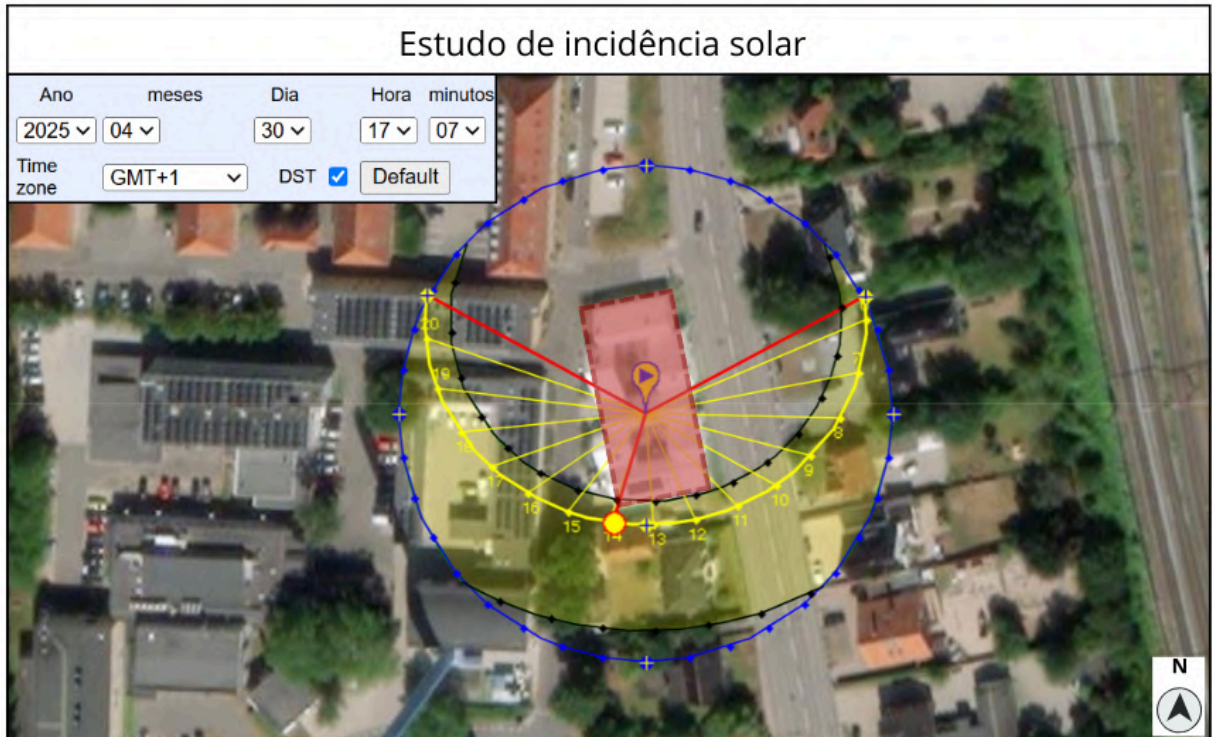 Estudo de incidência solar
Ano meses Dia Hora minutos
2025 04 30 17 07
Time zone GMT+1 DST Default
20
19
18
17
16
15
14
13
12
11
10
9
8
7
N